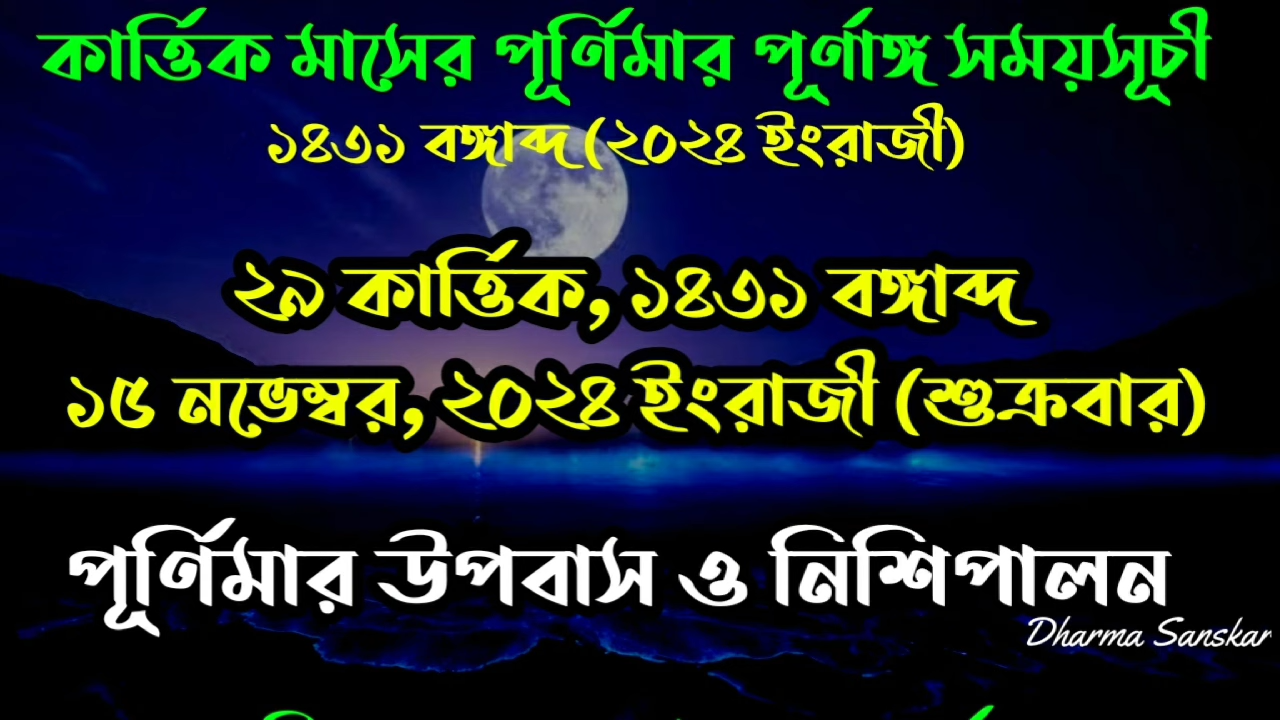 কার্ত্তিক মাসের পূর্ণিমার পূর্ণাঙ্গ সময়সূচী
১৪৩১ বঙ্গাব্দ (২০২৪ ইংরাজী)
২৯ কার্ত্তিক, ১৪৩১ বঙ্গাব্দ
১৫ নভেম্বর, ২০২৪ ইংরাজী (শুক্রবার)
পূর্ণিমার উপবাস ও নিশিপালন
Dharma Sanskar